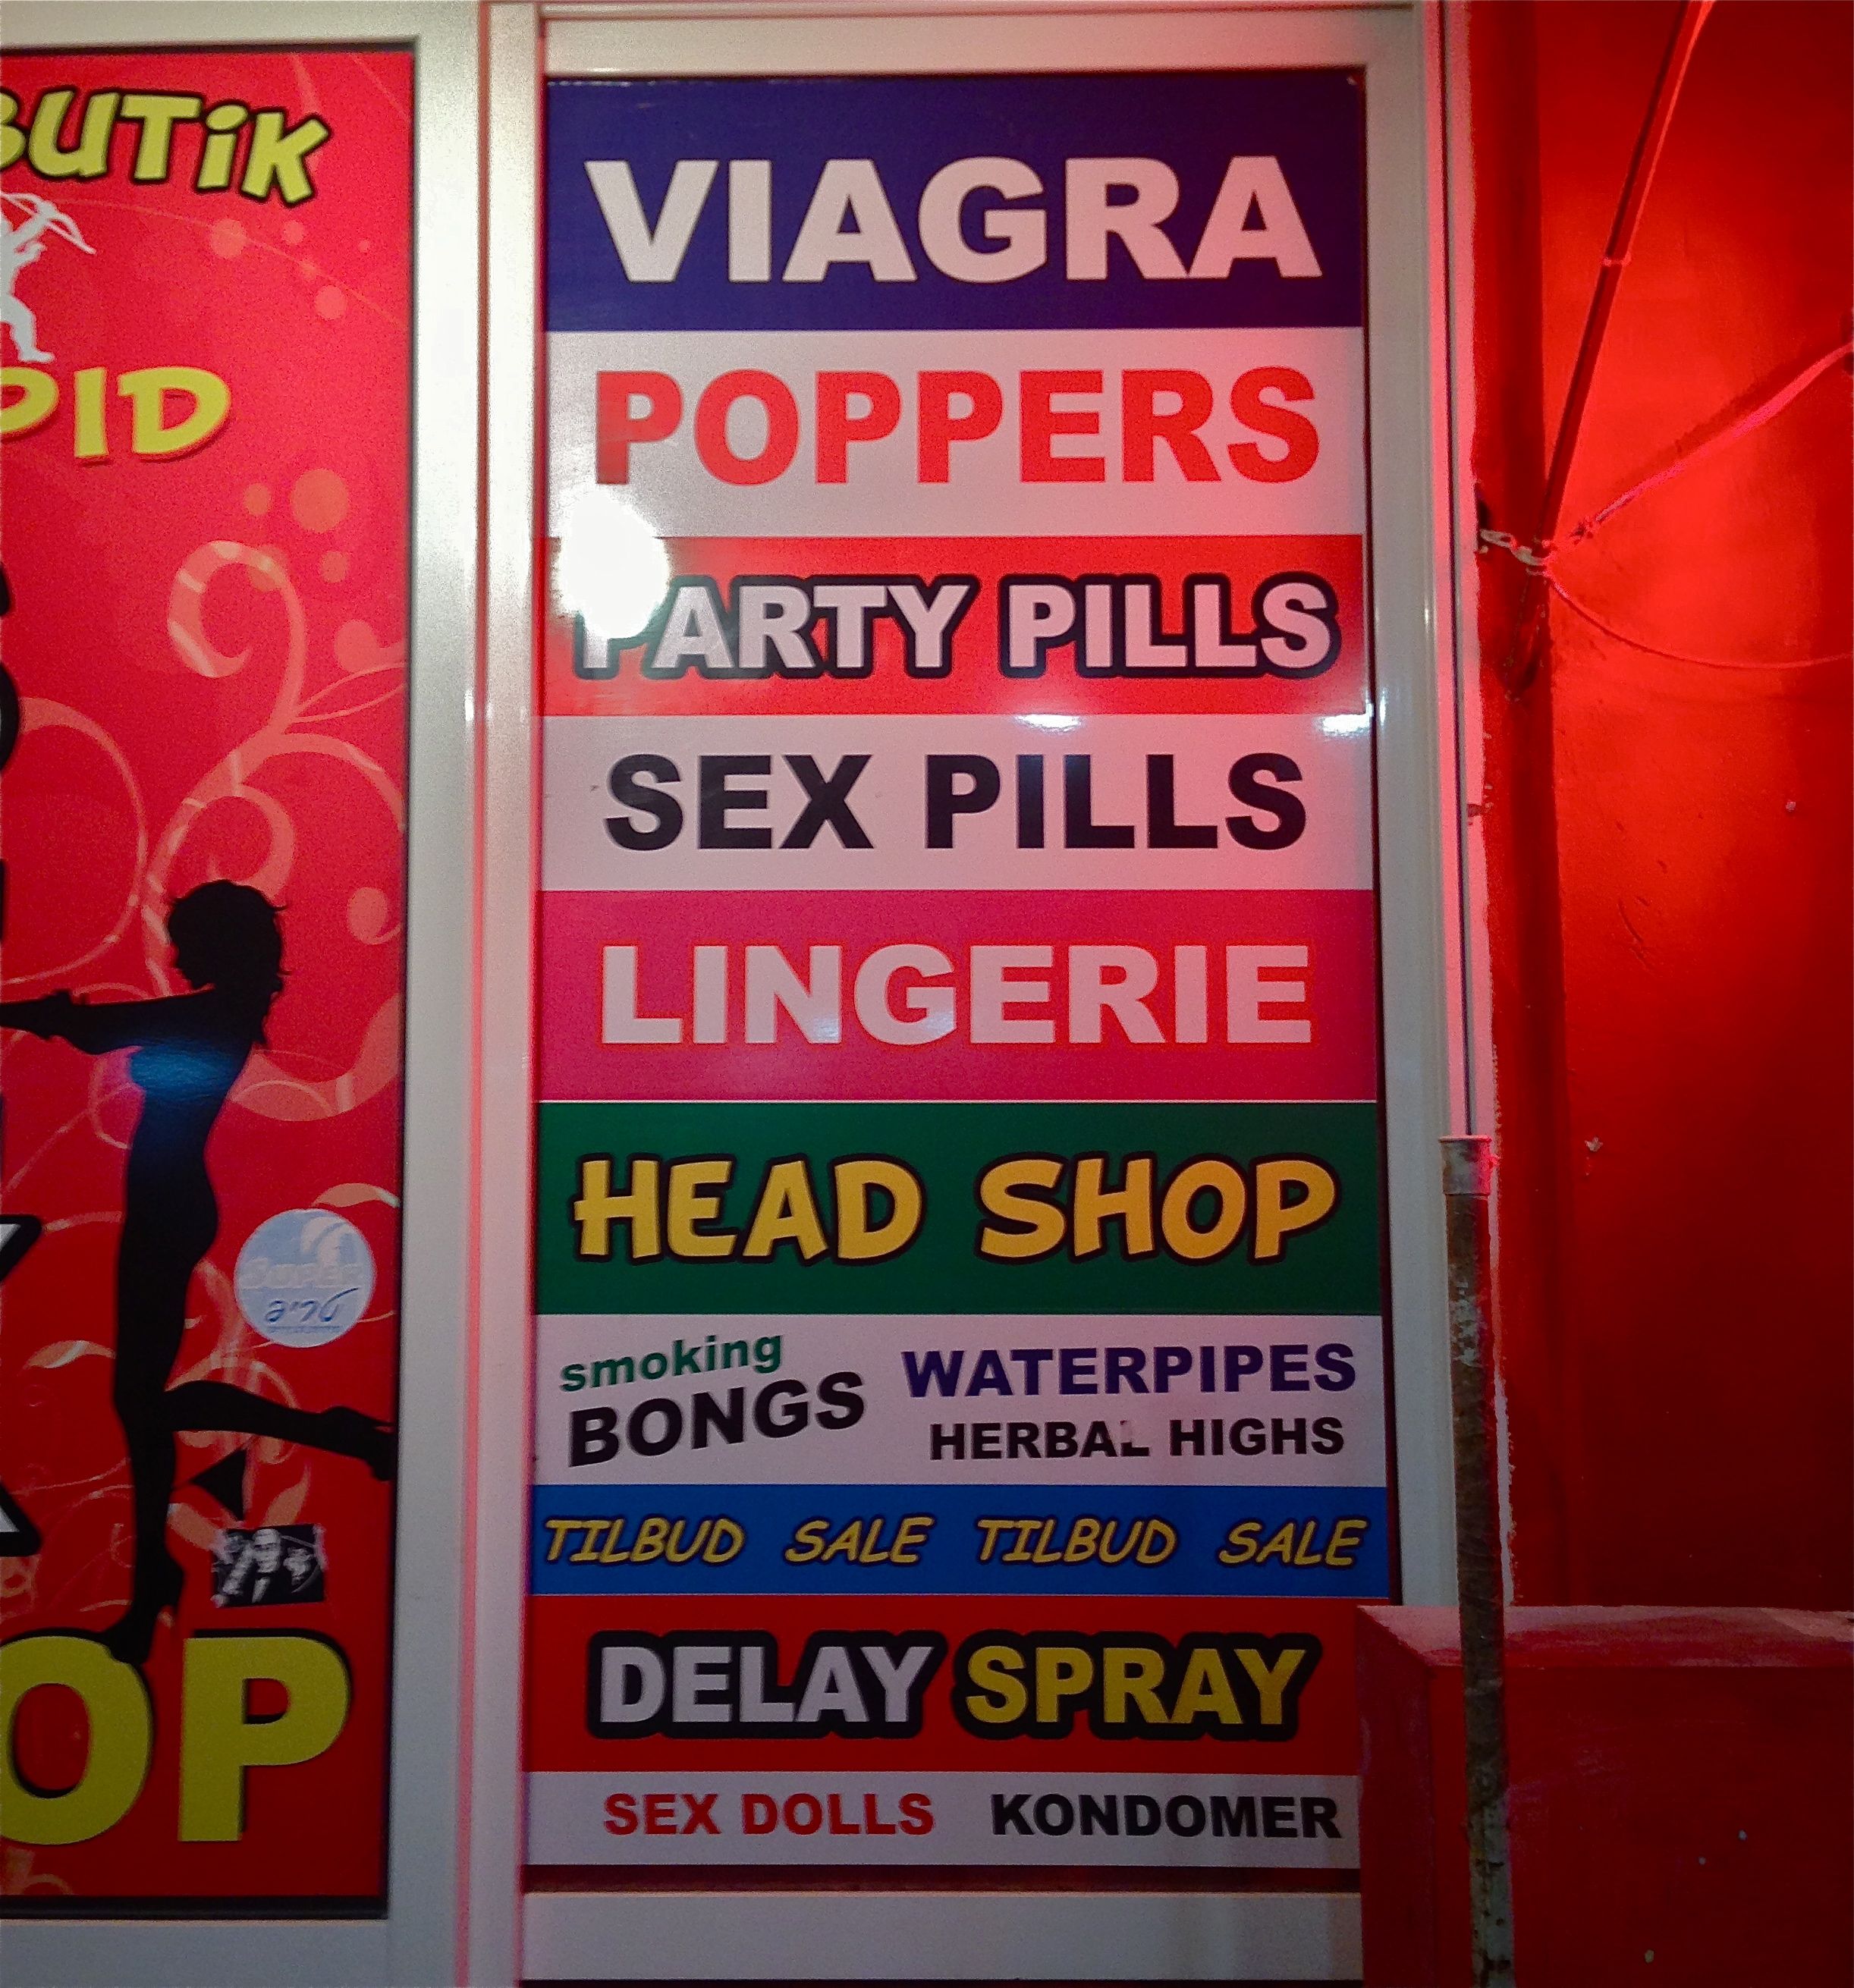 BUTiK
PID
OP
VIAGRA
POPPERS
PARTY PILLS
SEX PILLS
LINGERIE
HEAD SHOP
smoking
BONGS
WATERPIPES
HERBAL HIGHS
TILBUD SALE TILBUD SALE
DELAY SPRAY
SEX DOLLS KONDOMER